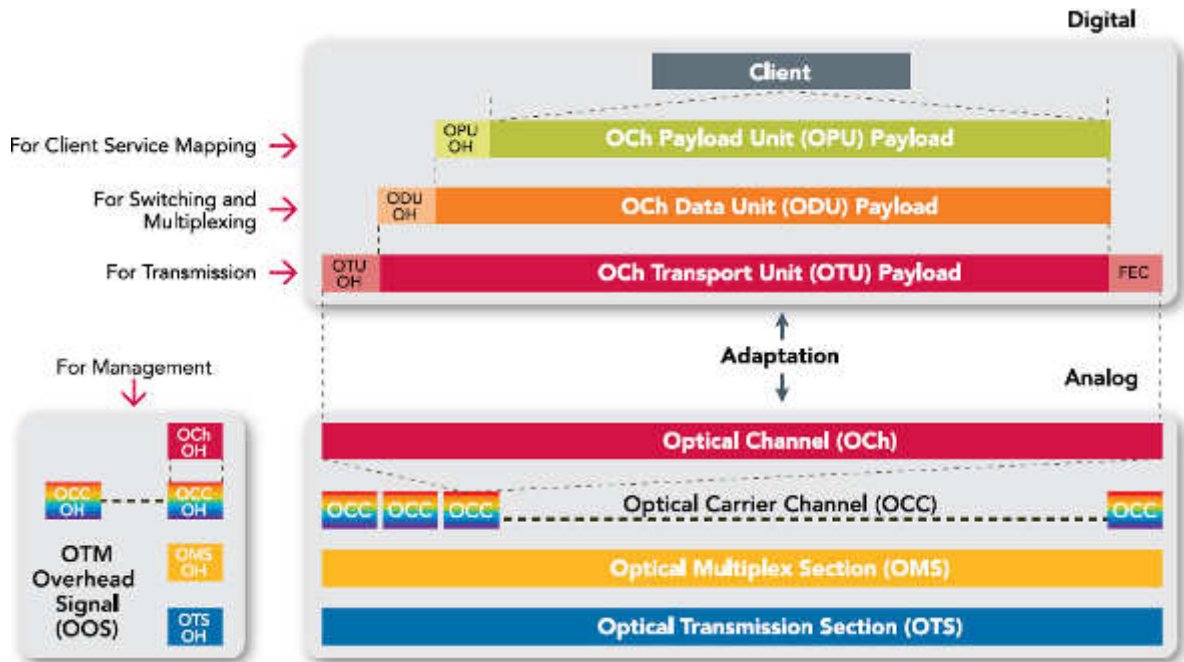 Digital
Client
For Client Service Mapping
OPU
OH
OCh Payload Unit (OPU) Payload
For Switching and
Multiplexing
ODU
OH
OCh Data Unit (ODU) Payload
For Transmission
OTU
OH
OCh Transport Unit (OTU) Payload
FEC
Adaptation
Analog
For Management
OCh
OH
OCC
OH
OCC
OH
OMS
OH
OTS
OH
OTM
Overhead
Signal
(OOS)
Optical Channel (OCh)
OCC OCC OCC Optical Carrier Channel (OCC) OCC
Optical Multiplex Section (OMS)
Optical Transmission Section (OTS)